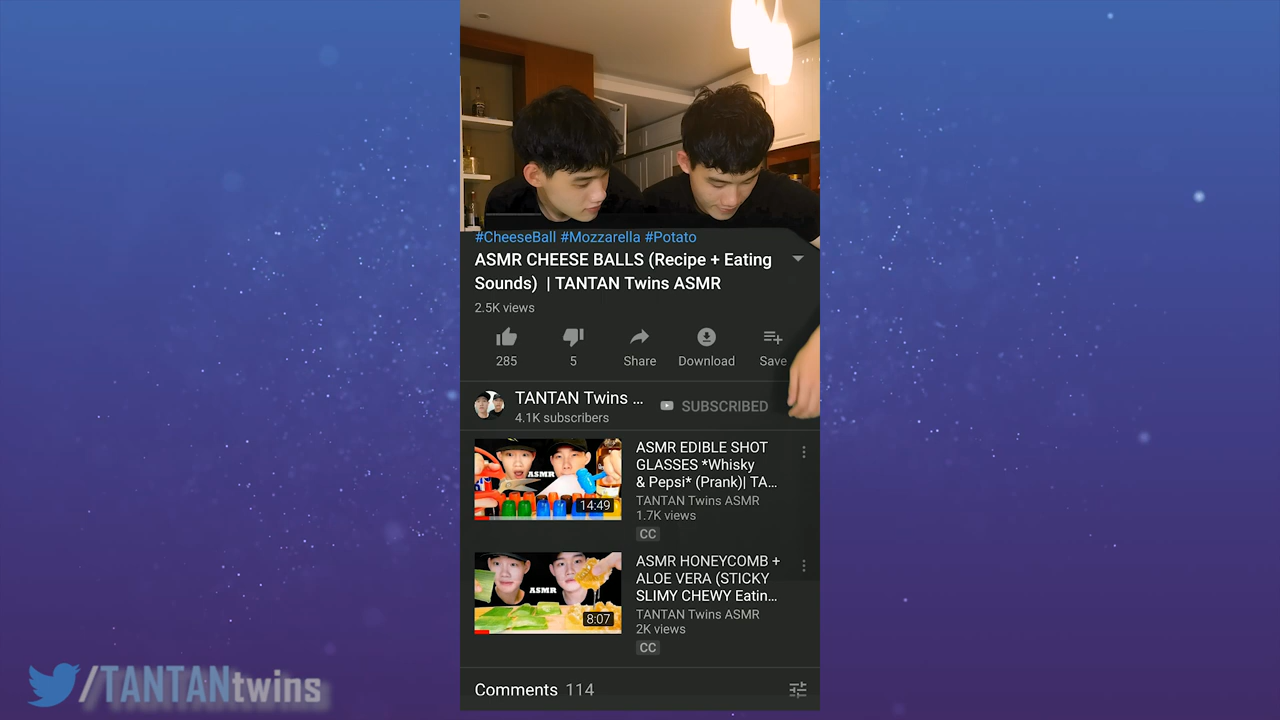 #CheeseBall #Mozzarella #Potato
ASMR CHEESE BALLS (Recipe + Eating
Sounds) | TANTAN Twins ASMR
2.5K views
285
5
Share
Download
Save
TANTAN Twins ...
4.1K subscribers
SUBSCRIBED
ASMR
14:49
ASMR EDIBLE SHOT
GLASSES *Whisky
& Pepsi* (Prank)| TA...
TANTAN Twins ASMR
1.7K views
CC
ASMR
8:07
ASMR HONEYCOMB +
ALOE VERA (STICKY
SLIMY CHEWY Eatin...
TANTAN Twins ASMR
2K views
CC
Comments 114
/TANTANtwins